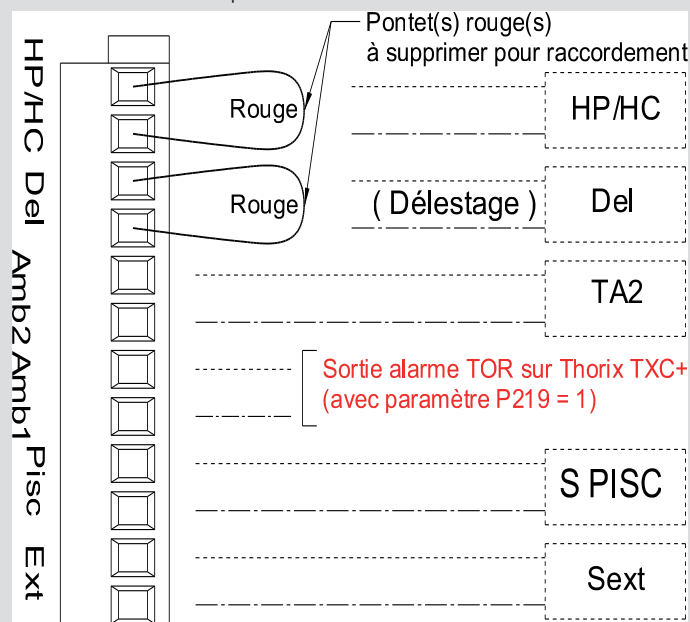 Pontet(s) rouge(s)
à supprimer pour raccordement
HP/HC
Rouge
HP/HC
Del
Rouge
( Délestage )
Del
Amb2
TA2
Amb1
Sortie alarme TOR sur Thorix TXC+
(avec paramètre P219 = 1)
Pisc
S PISC
Ext
Sext